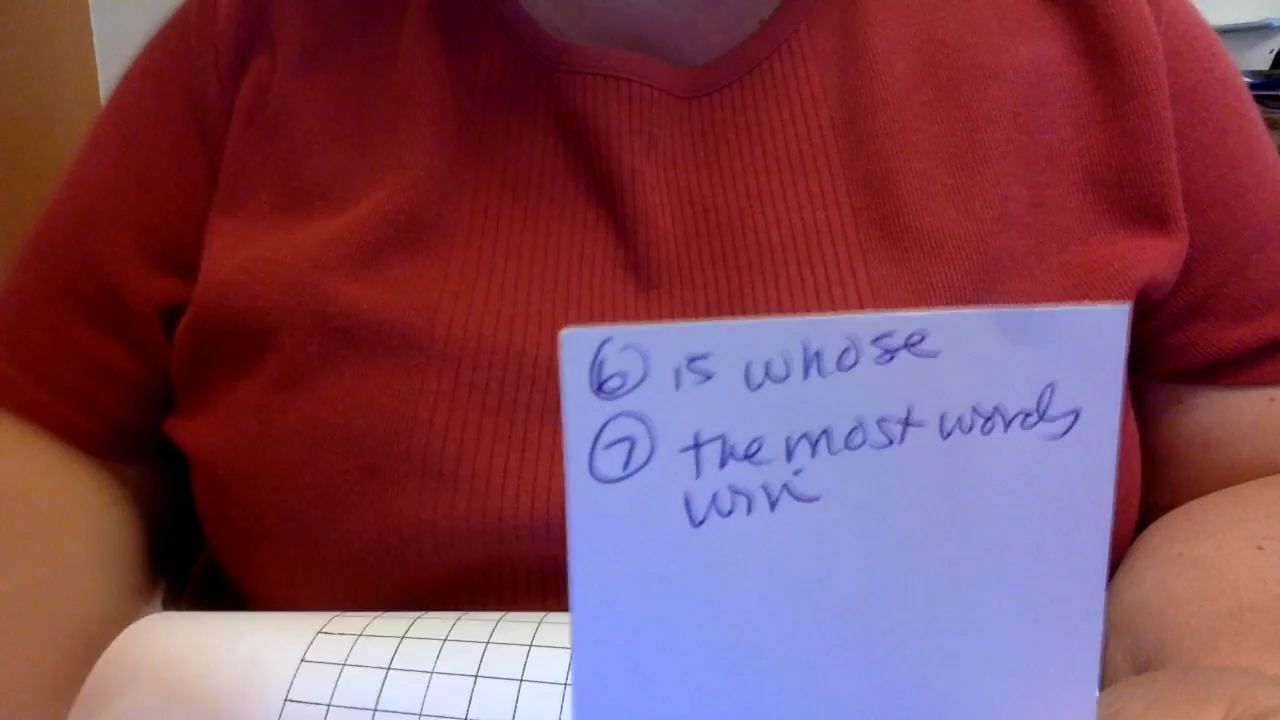 ⑥ is whose
⑦ the most words
win